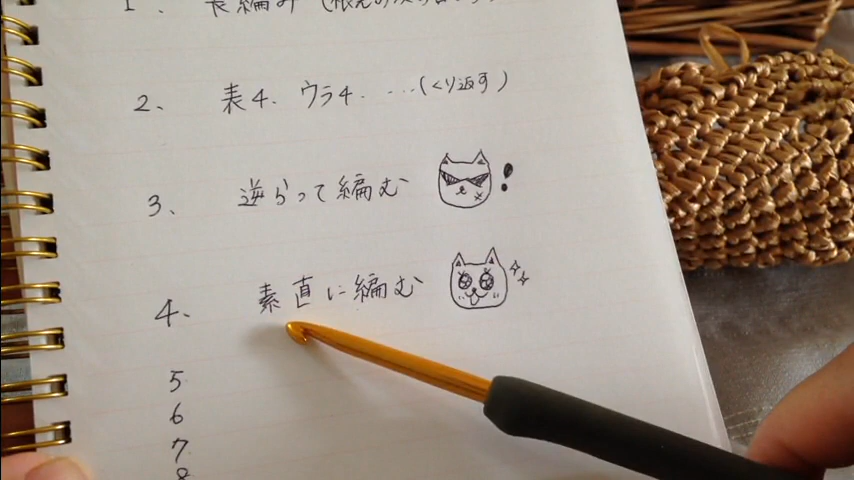 1、 長編み
2、 表4、ウラ4、…(くり返す)
3、 逆らって編む !
4、 素直に編む
5
6
7
8